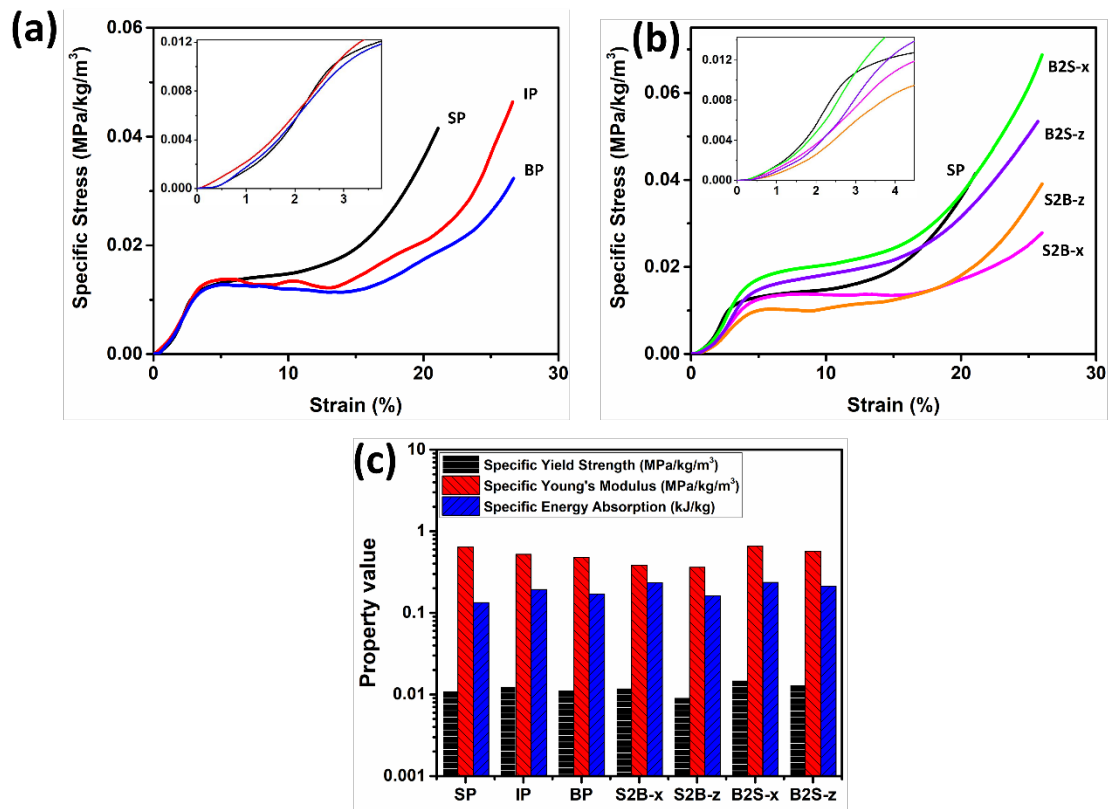 (a)
0.06
0.04
0.02
0.00
Specific Stress (MPa/kg/m³)
0.012
0.008
0.004
0.000
0 1 2 3
SP
IP
BP
0 10 20 30
Strain (%)
(b)
0.06
0.04
0.02
0.00
Specific Stress (MPa/kg/m³)
0.012
0.008
0.004
0.000
0 1 2 3 4
B2S-x
B2S-z
SP
S2B-z
S2B-x
0 10 20 30
Strain (%)
(c)
10
1
0.1
0.01
0.001
Property value
Specific Yield Strength (MPa/kg/m³)
Specific Young's Modulus (MPa/kg/m³)
Specific Energy Absorption (kJ/kg)
SP IP BP S2B-x S2B-z B2S-x B2S-z